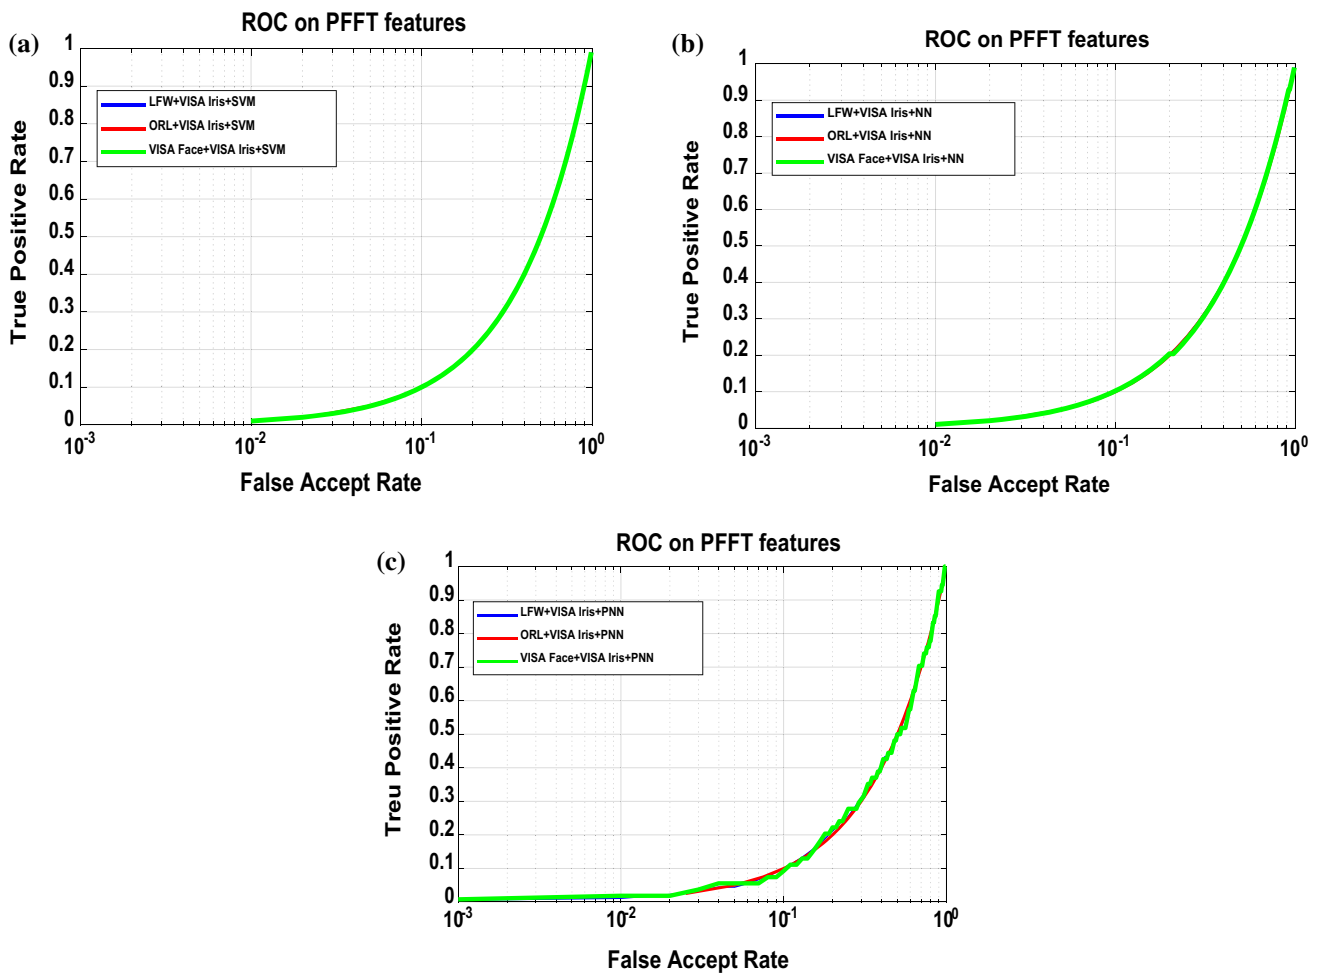 ROC on PFFT features
(a)
1
0.9
0.8
0.7
0.6
0.5
0.4
0.3
0.2
0.1
0
True Positive Rate
LFW+VISA Iris+SVM
ORL+VISA Iris+SVM
VISA Face+VISA Iris+SVM
10-3 10-2 10-1 100
False Accept Rate
ROC on PFFT features
(b)
1
0.9
0.8
0.7
0.6
0.5
0.4
0.3
0.2
0.1
0
True Positive Rate
LFW+VISA Iris+NN
ORL+VISA Iris+NN
VISA Face+VISA Iris+NN
10-3 10-2 10-1 100
False Accept Rate
ROC on PFFT features
(c)
1
0.9
0.8
0.7
0.6
0.5
0.4
0.3
0.2
0.1
0
Treu Positive Rate
LFW+VISA Iris+PNN
ORL+VISA Iris+PNN
VISA Face+VISA Iris+PNN
10-3 10-2 10-1 100
False Accept Rate